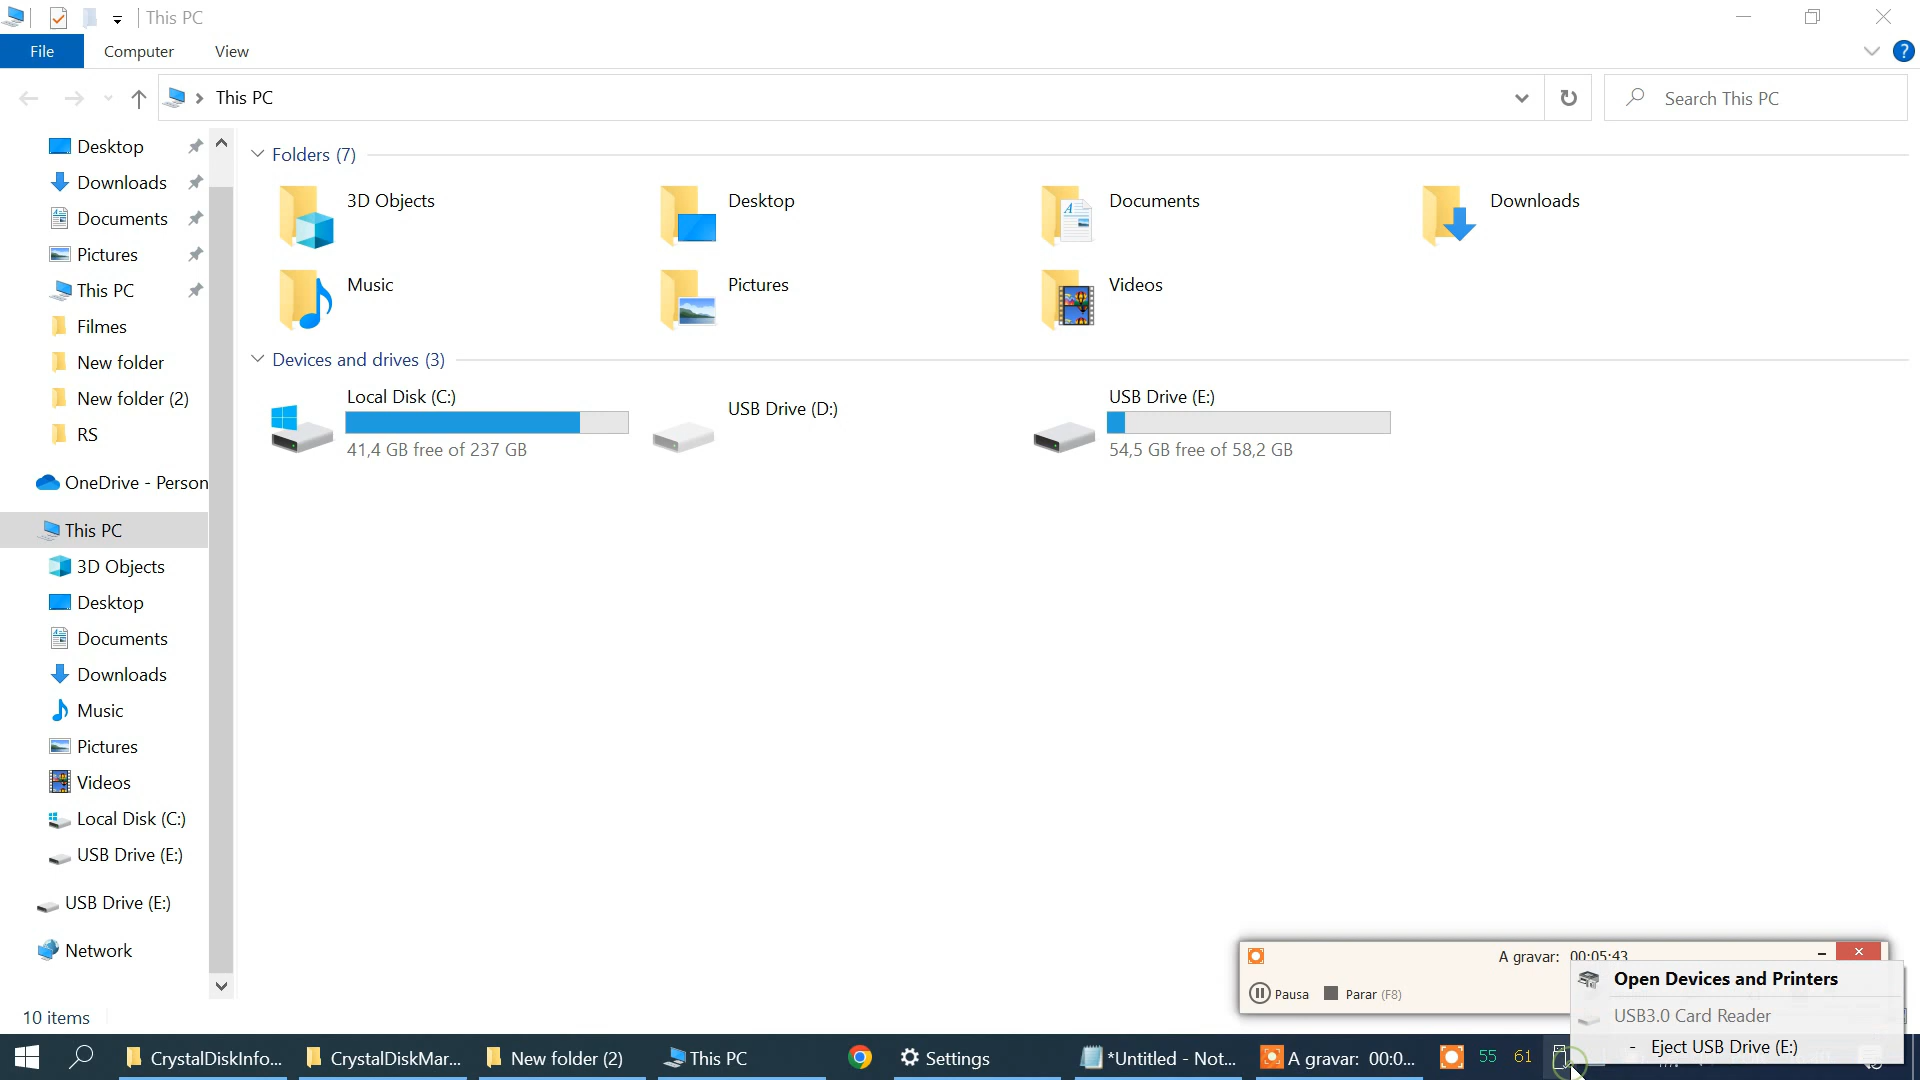 This PC
File Computer View
This PC
Search This PC
Desktop
Downloads
Documents
Pictures
This PC
Filmes
New folder
New folder (2)
RS
OneDrive - Person
This PC
3D Objects
Desktop
Documents
Downloads
Music
Pictures
Videos
Local Disk (C:)
USB Drive (E:)
USB Drive (E:)
Network
Folders (7)
3D Objects
Desktop
Documents
Downloads
Music
Pictures
Videos
Devices and drives (3)
Local Disk (C:)
41,4 GB free of 237 GB
USB Drive (D:)
USB Drive (E:)
54,5 GB free of 58,2 GB
A gravar: 00:05:43
Pausa Parar (F8)
Open Devices and Printers
USB3.0 Card Reader
- Eject USB Drive (E:)
10 items
CrystalDiskInfo... CrystalDiskMar... New folder (2) This PC Settings *Untitled - Not... A gravar: 00:0... 55 61